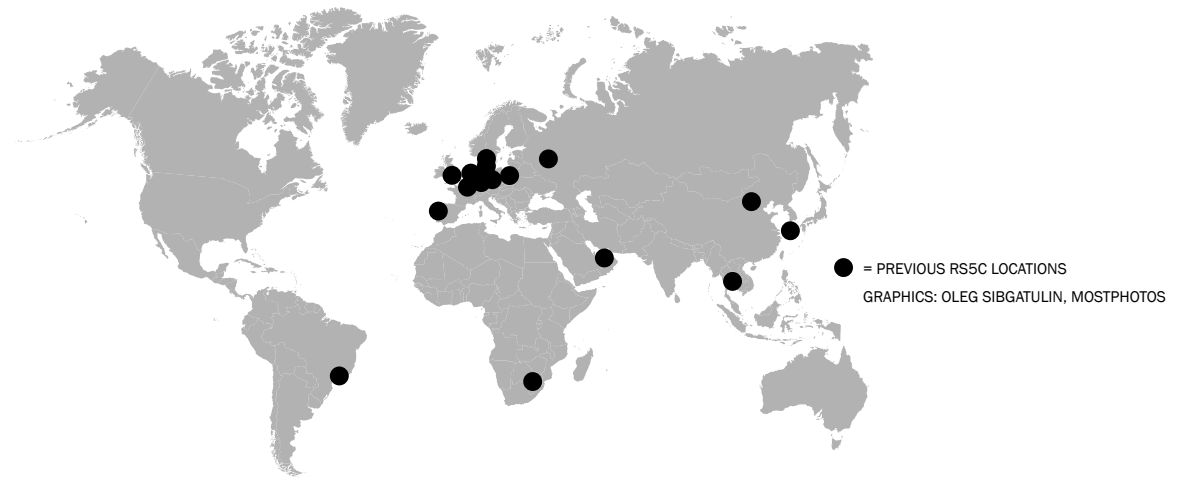 = PREVIOUS RS5C LOCATIONS
GRAPHICS: OLEG SIBGATULIN, MOSTPHOTOS